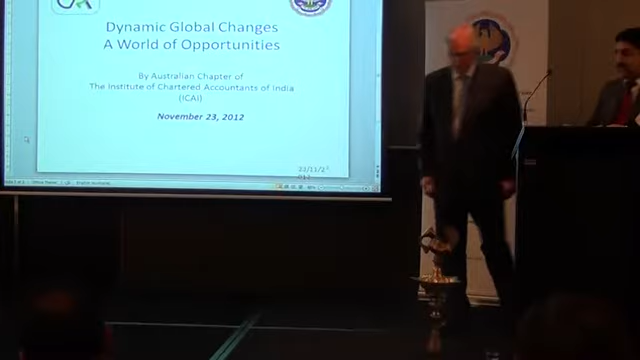 CA
Dynamic Global Changes
A World of Opportunities
By Australian Chapter of
The Institute of Chartered Accountants of India
(ICAI)
November 23, 2012